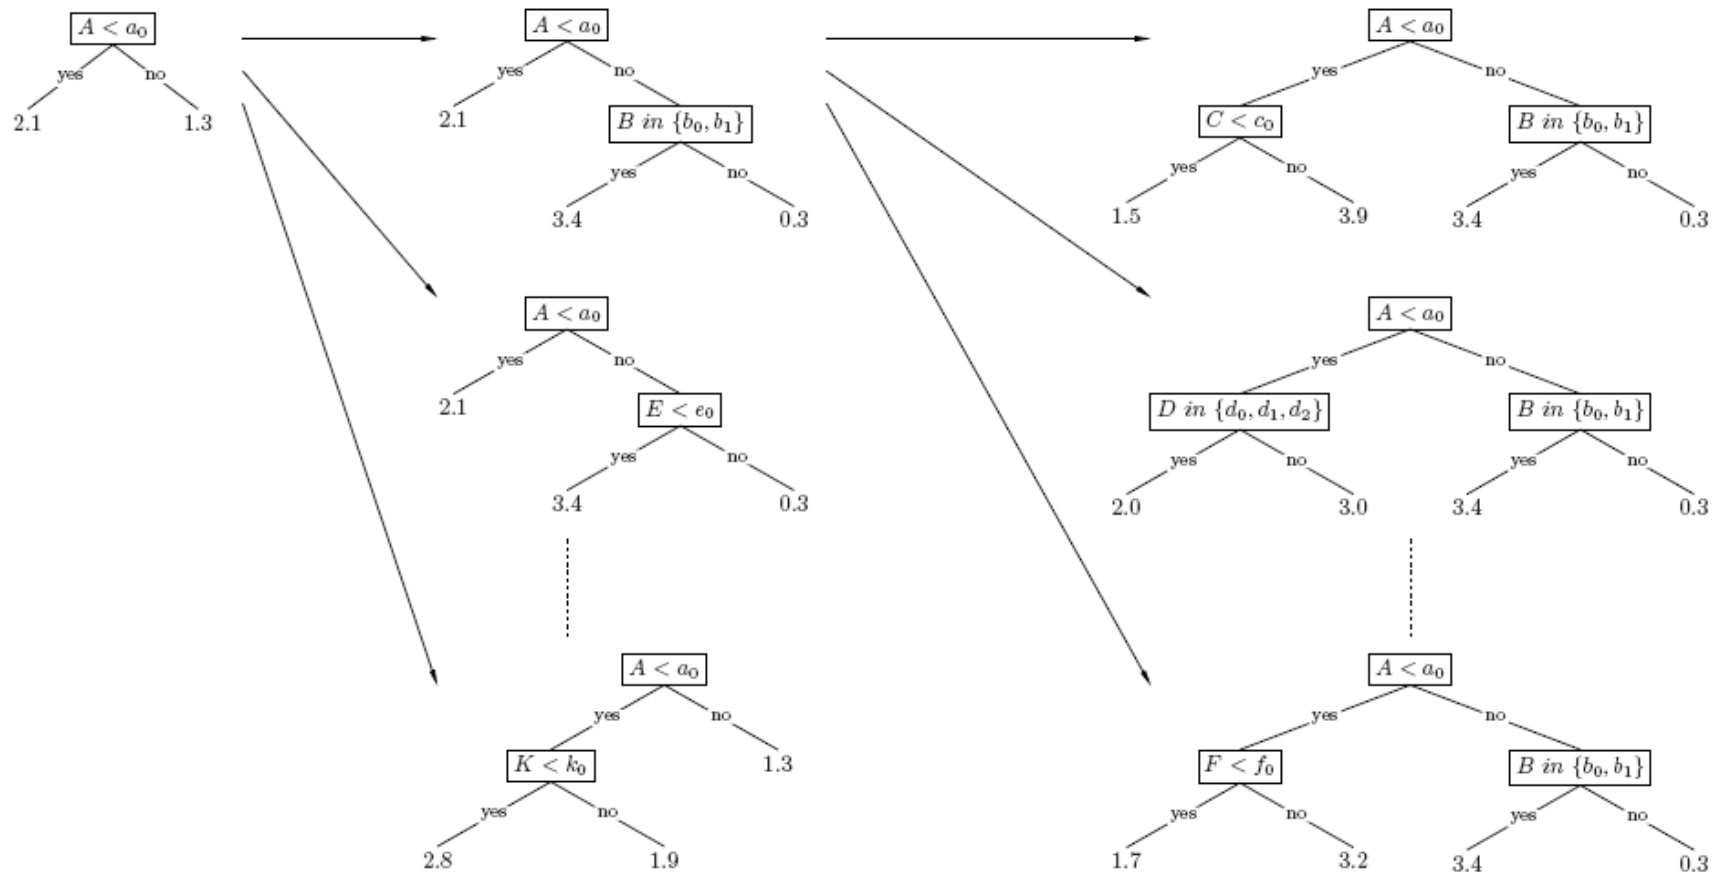 A < a₀
yes
no
2.1
1.3
A < a₀
yes
no
2.1
B in {b₀, b₁}
yes
no
3.4
0.3
A < a₀
yes
no
C < c₀
B in {b₀, b₁}
yes
no
yes
no
1.5
3.9
3.4
0.3
A < a₀
yes
no
2.1
E < e₀
yes
no
3.4
0.3
A < a₀
yes
no
D in {d₀, d₁, d₂}
B in {b₀, b₁}
yes
no
yes
no
2.0
3.0
3.4
0.3
A < a₀
yes
no
K < k₀
1.3
yes
no
2.8
1.9
A < a₀
yes
no
F < f₀
B in {b₀, b₁}
yes
no
yes
no
1.7
3.2
3.4
0.3